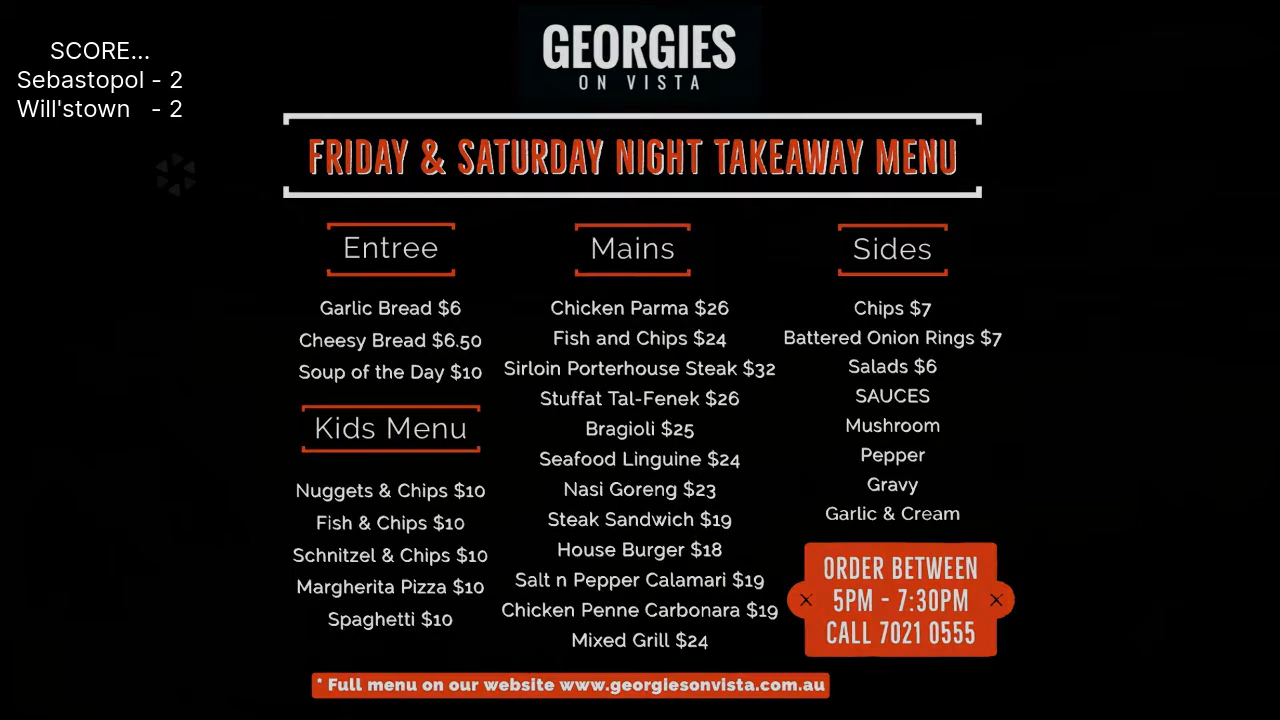 SCORE...
Sebastopol - 2
Will'stown - 2
GEORGIES
ON VISTA
FRIDAY & SATURDAY NIGHT TAKEAWAY MENU
Entree
Garlic Bread $6
Cheesy Bread $6.50
Soup of the Day $10
Kids Menu
Nuggets & Chips $10
Fish & Chips $10
Schnitzel & Chips $10
Margherita Pizza $10
Spaghetti $10
Mains
Chicken Parma $26
Fish and Chips $24
Sirloin Porterhouse Steak $32
Stuffat Tal-Fenek $26
Bragioli $25
Seafood Linguine $24
Nasi Goreng $23
Steak Sandwich $19
House Burger $18
Salt n Pepper Calamari $19
Chicken Penne Carbonara $19
Mixed Grill $24
Sides
Chips $7
Battered Onion Rings $7
Salads $6
SAUCES
Mushroom
Pepper
Gravy
Garlic & Cream
ORDER BETWEEN
5PM - 7:30PM
CALL 7021 0555
* Full menu on our website www.georgiesonvista.com.au